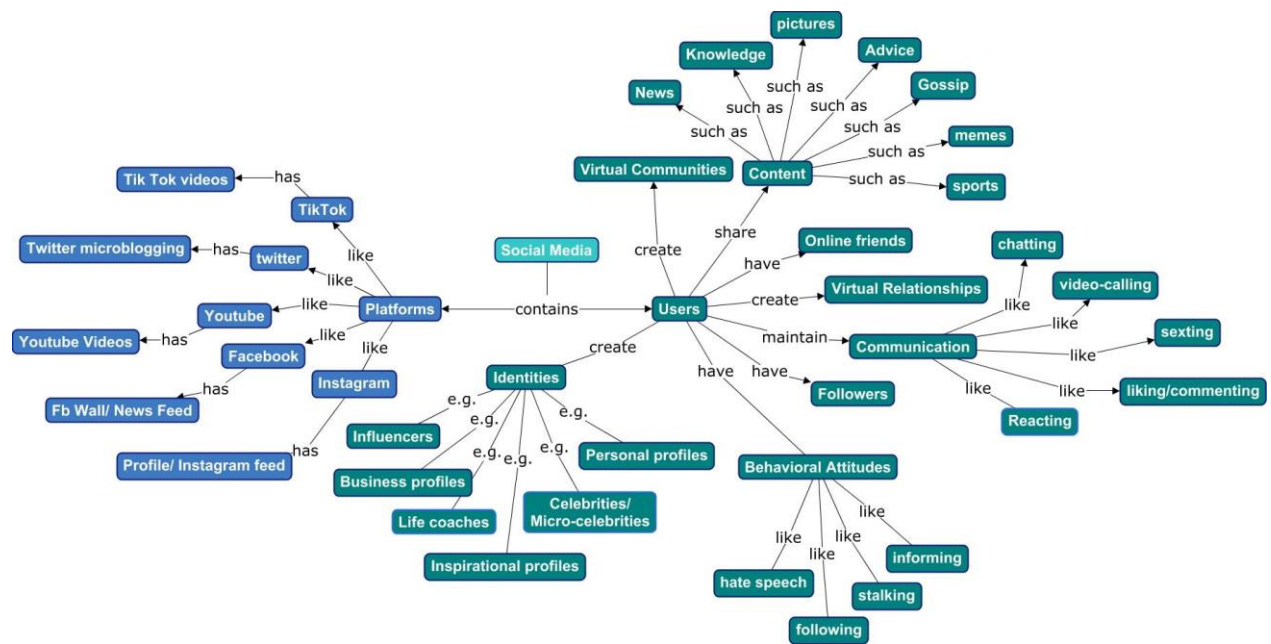 pictures
Knowledge
Advice
News
Gossip
such as
such as
such as
such as
such as
such as
such as
memes
sports
Virtual Communities
Content
Tik Tok videos
has
TikTok
like
Twitter microblogging
has
twitter
like
Social Media
create
share
have
Online friends
chatting
like
video-calling
like
Youtube
like
Platforms
contains
Users
create
Virtual Relationships
maintain
Communication
like
sexting
Youtube Videos
has
Facebook
like
like
Instagram
create
Identities
have
have
Followers
like
liking/commenting
like
Reacting
Fb Wall/ News Feed
has
Profile/ Instagram feed
has
e.g.
e.g.
e.g.
e.g.
e.g.
e.g.
Influencers
Business profiles
Life coaches
Inspirational profiles
Celebrities/
Micro-celebrities
Personal profiles
Behavioral Attitudes
like
like
like
like
hate speech
following
stalking
informing